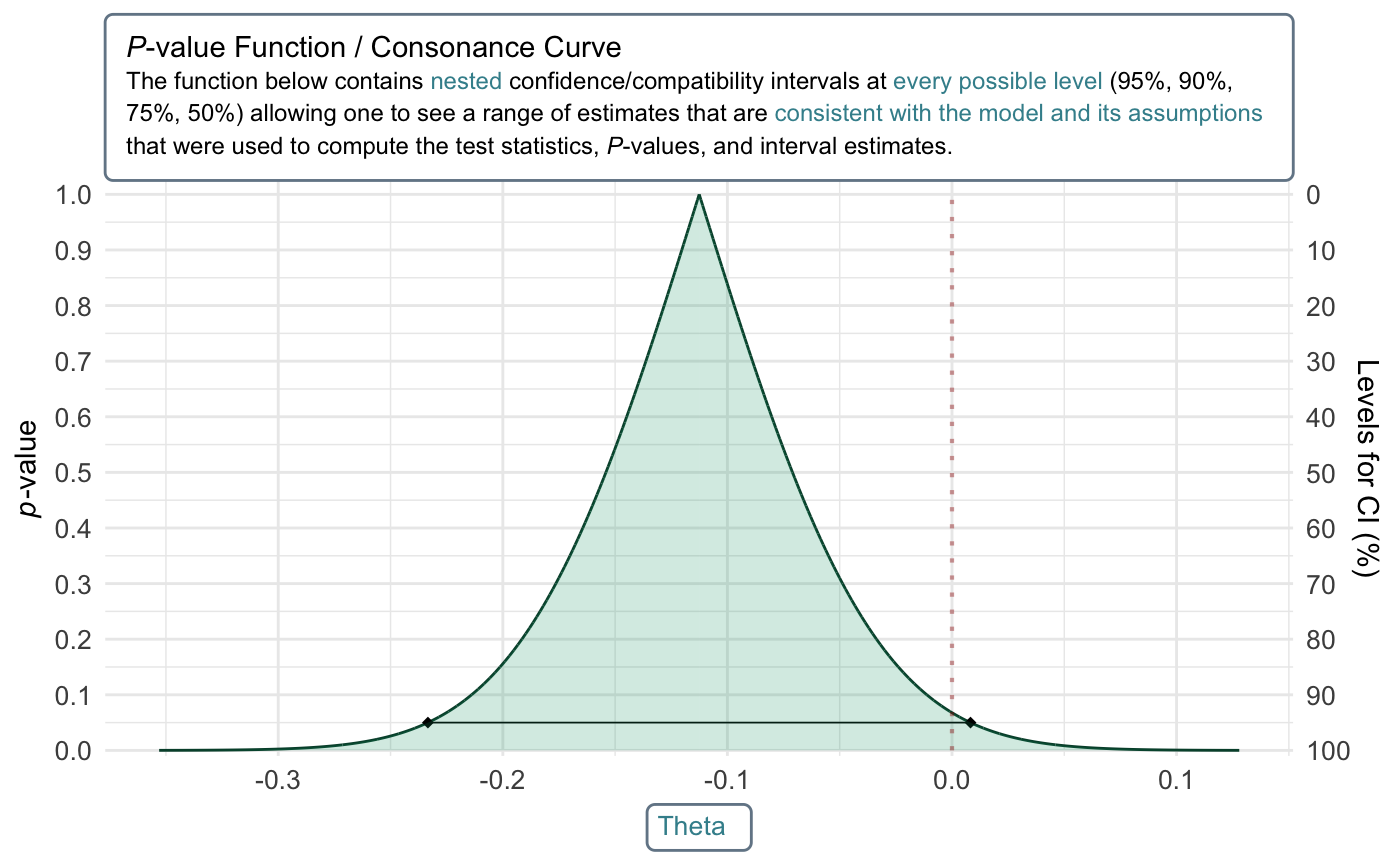 P-value Function / Consonance Curve
The function below contains nested confidence/compatibility intervals at every possible level (95%, 90%,
75%, 50%) allowing one to see a range of estimates that are consistent with the model and its assumptions
that were used to compute the test statistics, P-values, and interval estimates.
1.0
0.9
0.8
0.7
0.6
0.5
0.4
0.3
0.2
0.1
0.0
p-value
0
10
20
30
40
50
60
70
80
90
100
Levels for CI (%)
-0.3 -0.2 -0.1 0.0 0.1
Theta